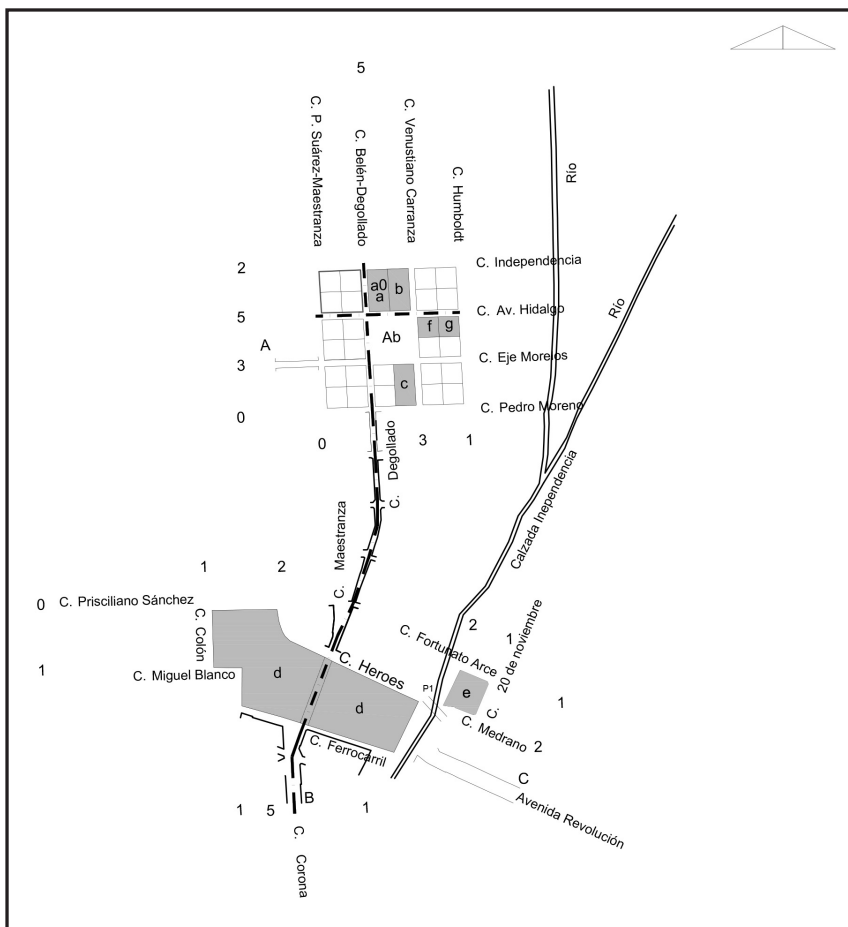 5
C. P. Suárez-Maestranza
C. Belén-Degollado
C. Venustiano Carranza
C. Humboldt
Río
Río
2
C. Independencia
a0
a
b
5
C. Av. Hidalgo
A
Ab
f
g
3
C. Eje Morelos
c
0
C. Pedro Moreno
0
3
1
C. Degollado
Calzada Inependencia
C. Maestranza
1
2
0
C. Prisciliano Sánchez
C. Colón
2
1
C. Fortunato Arce
C. 20 de noviembre
1
C. Miguel Blanco
C. Heroes
d
d
P1
e
1
C. Medrano
2
C. Ferrocarril
C
Avenida Revolución
1
5
B
1
C. Corona